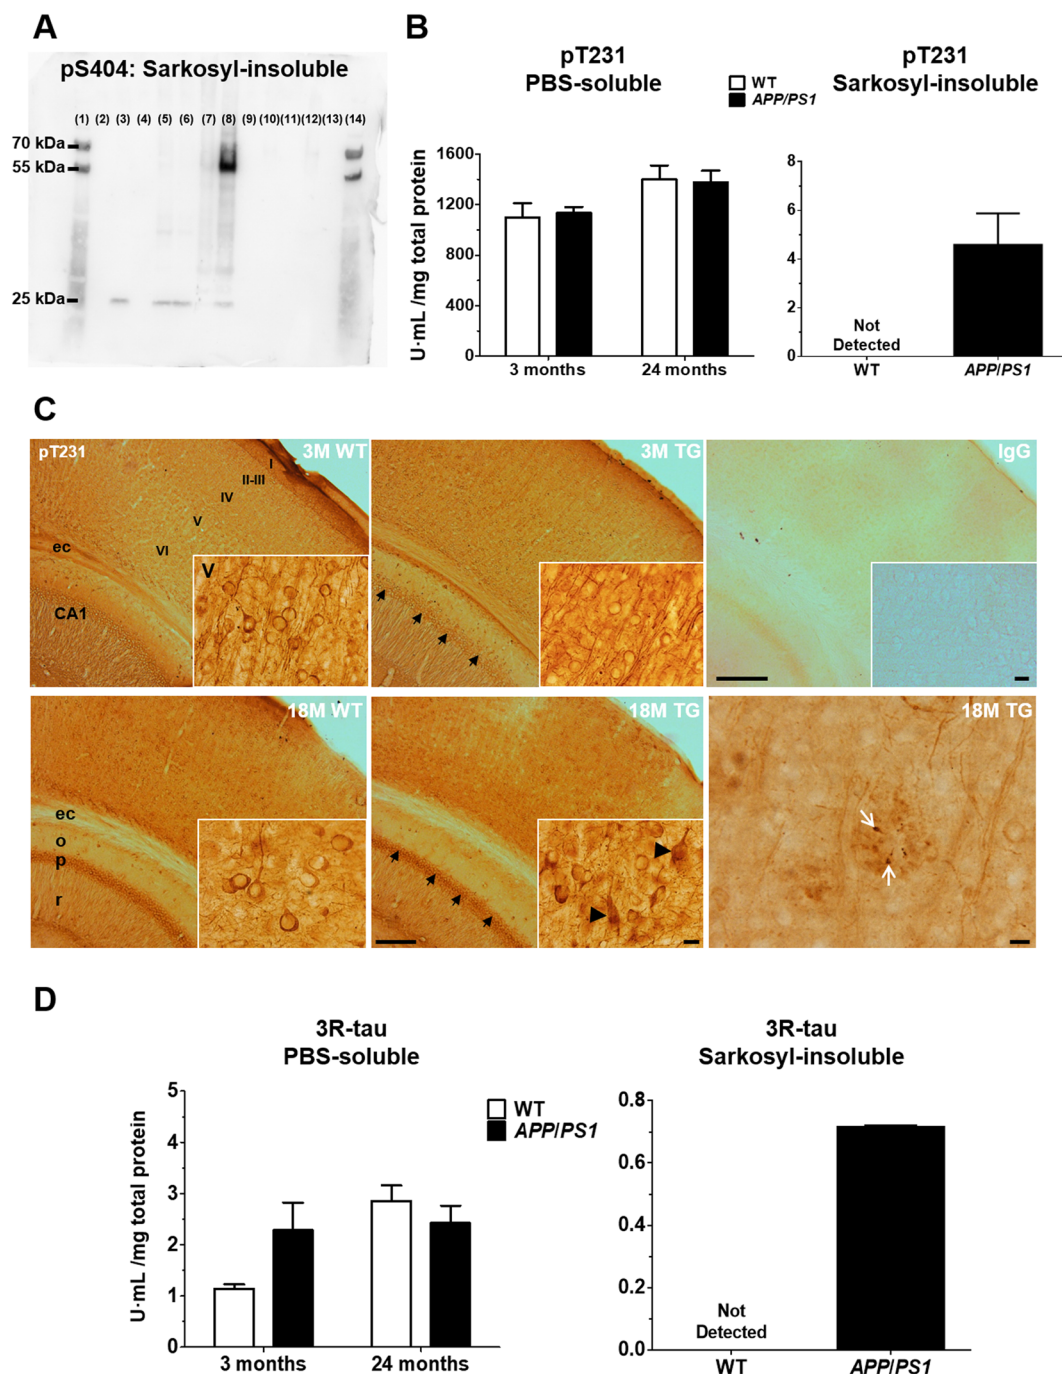 A
pS404: Sarkosyl-insoluble
(1) (2) (3) (4) (5) (6) (7) (8) (9) (10) (11) (12) (13) (14)
70 kDa
55 kDa
25 kDa
B
pT231
PBS-soluble
WT
APP/PS1
pT231
Sarkosyl-insoluble
U·mL /mg total protein
1600
1200
800
400
0
3 months
24 months
8
6
4
2
0
Not
Detected
WT
APP/PS1
C
pT231
3M WT
I
II-III
IV
V
VI
ec
CA1
V
3M TG
IgG
18M WT
ec
o
p
r
18M TG
18M TG
D
3R-tau
PBS-soluble
WT
APP/PS1
U·mL /mg total protein
5
4
3
2
1
0
3 months
24 months
3R-tau
Sarkosyl-insoluble
0.8
0.6
0.4
0.2
0.0
Not
Detected
WT
APP/PS1